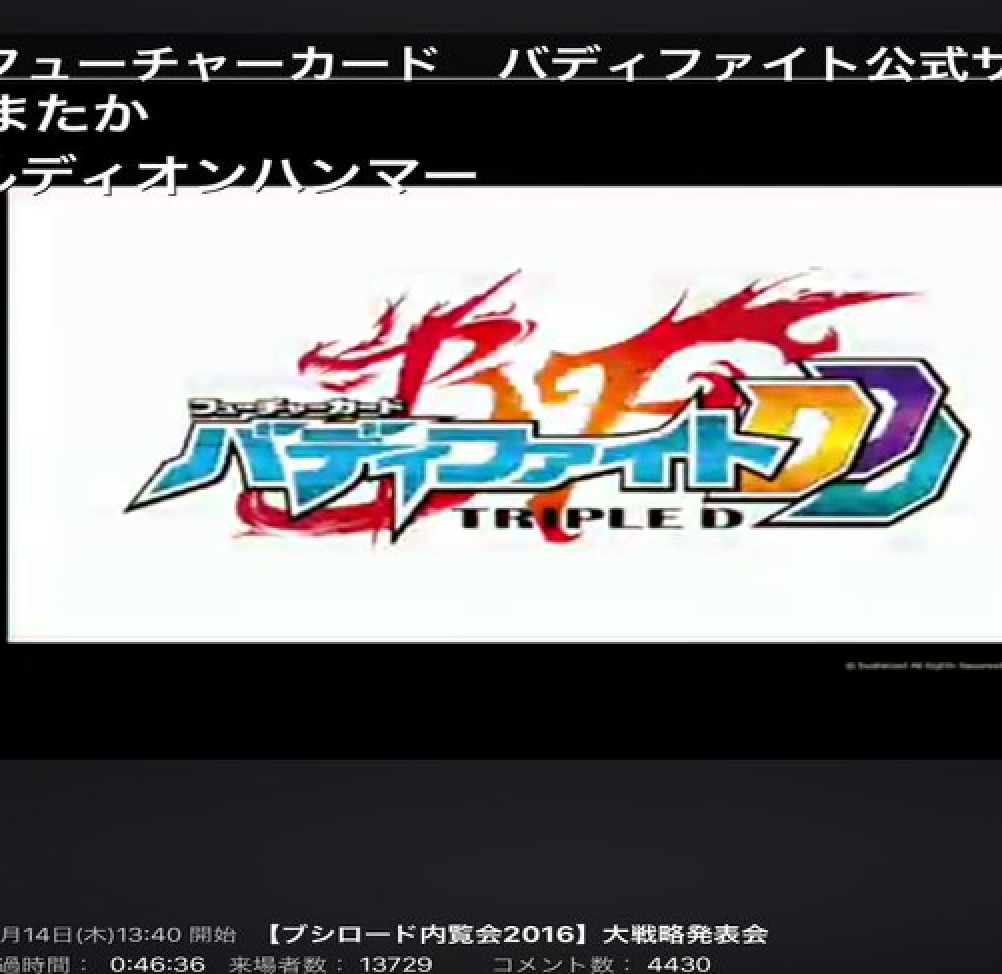 フューチャーカード　バディファイト公式サ
またか
ルディオンハンマー
フューチャーカード
バディファイトDDD
TRIPLE D
月14日(木)13:40 開始 【ブシロード内覧会2016】大戦略発表会
過時間： 0:46:36 来場者数： 13729 コメント数： 4430